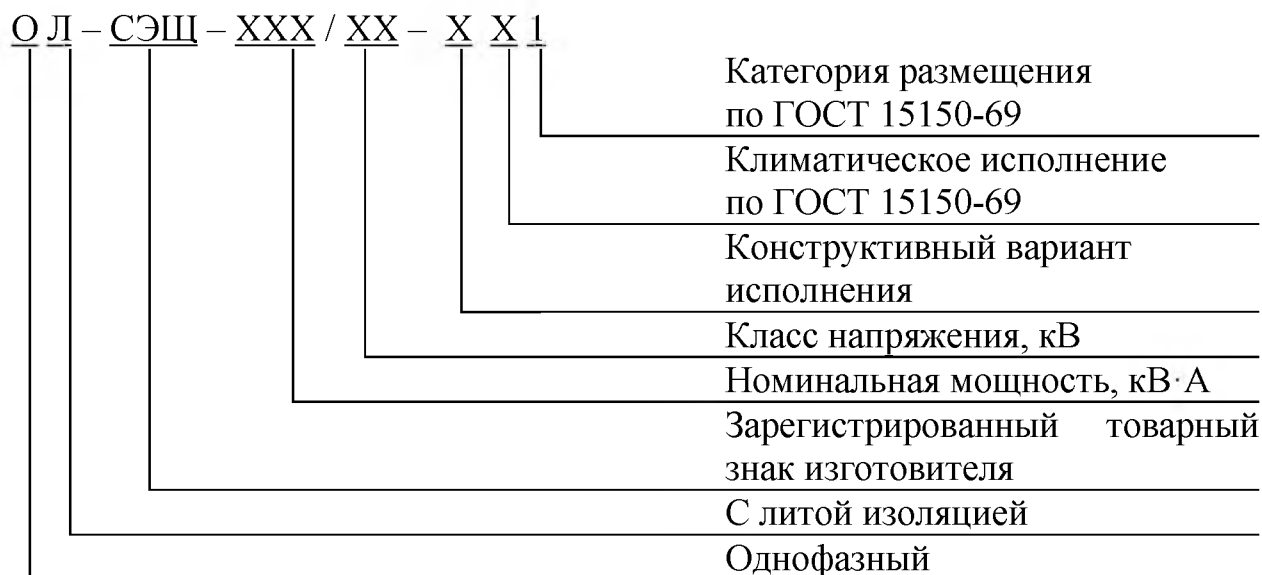 О Л – СЭЩ – ХХХ / ХХ – Х Х 1
Категория размещения
по ГОСТ 15150-69
Климатическое исполнение
по ГОСТ 15150-69
Конструктивный вариант
исполнения
Класс напряжения, кВ
Номинальная мощность, кВ·А
Зарегистрированный товарный
знак изготовителя
С литой изоляцией
Однофазный